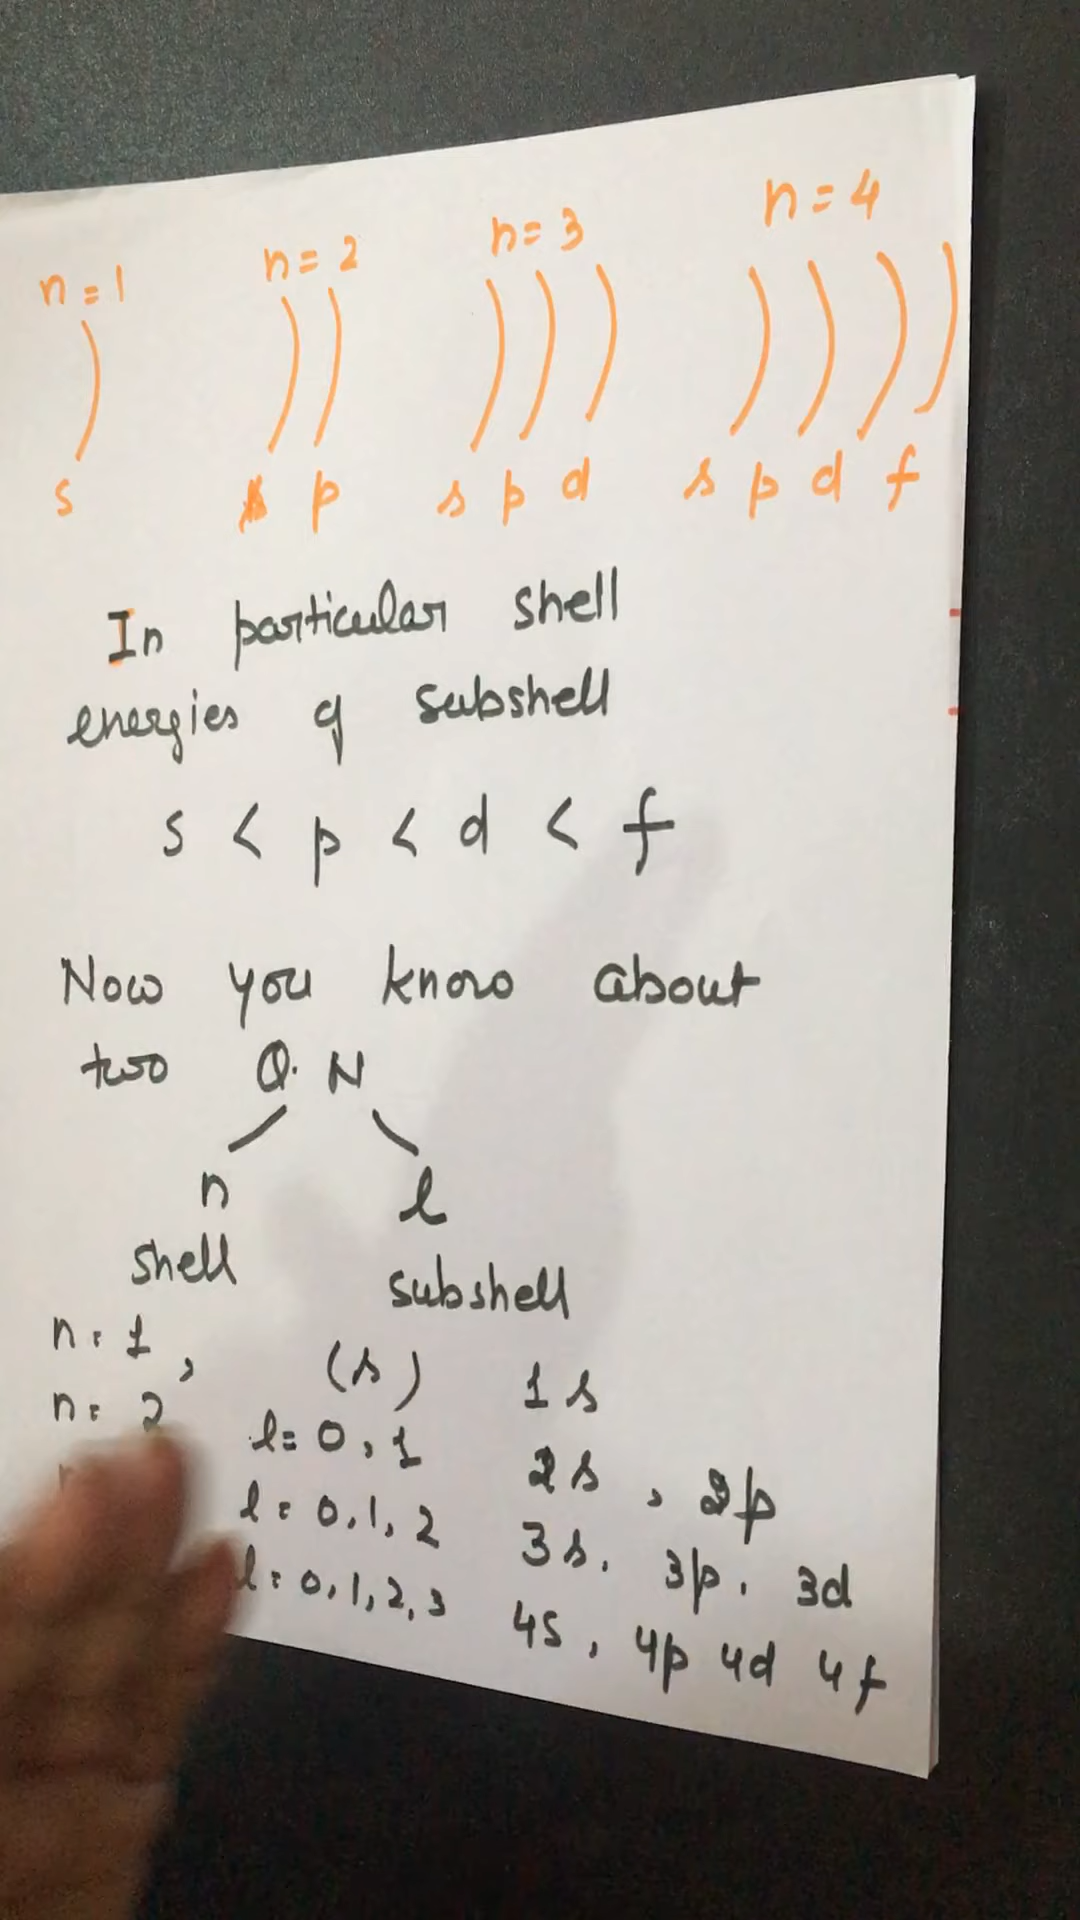 n=1 n=2 n=3 n=4
s s p s p d s p d f
In particular shell
energies of subshell
s < p < d < f
Now you know about
two Q.N
n l
shell subshell
n=1, (s) 1s
n=2 l=0,1 2s, 2p
l=0,1,2 3s, 3p, 3d
l=0,1,2,3 4s, 4p 4d 4f